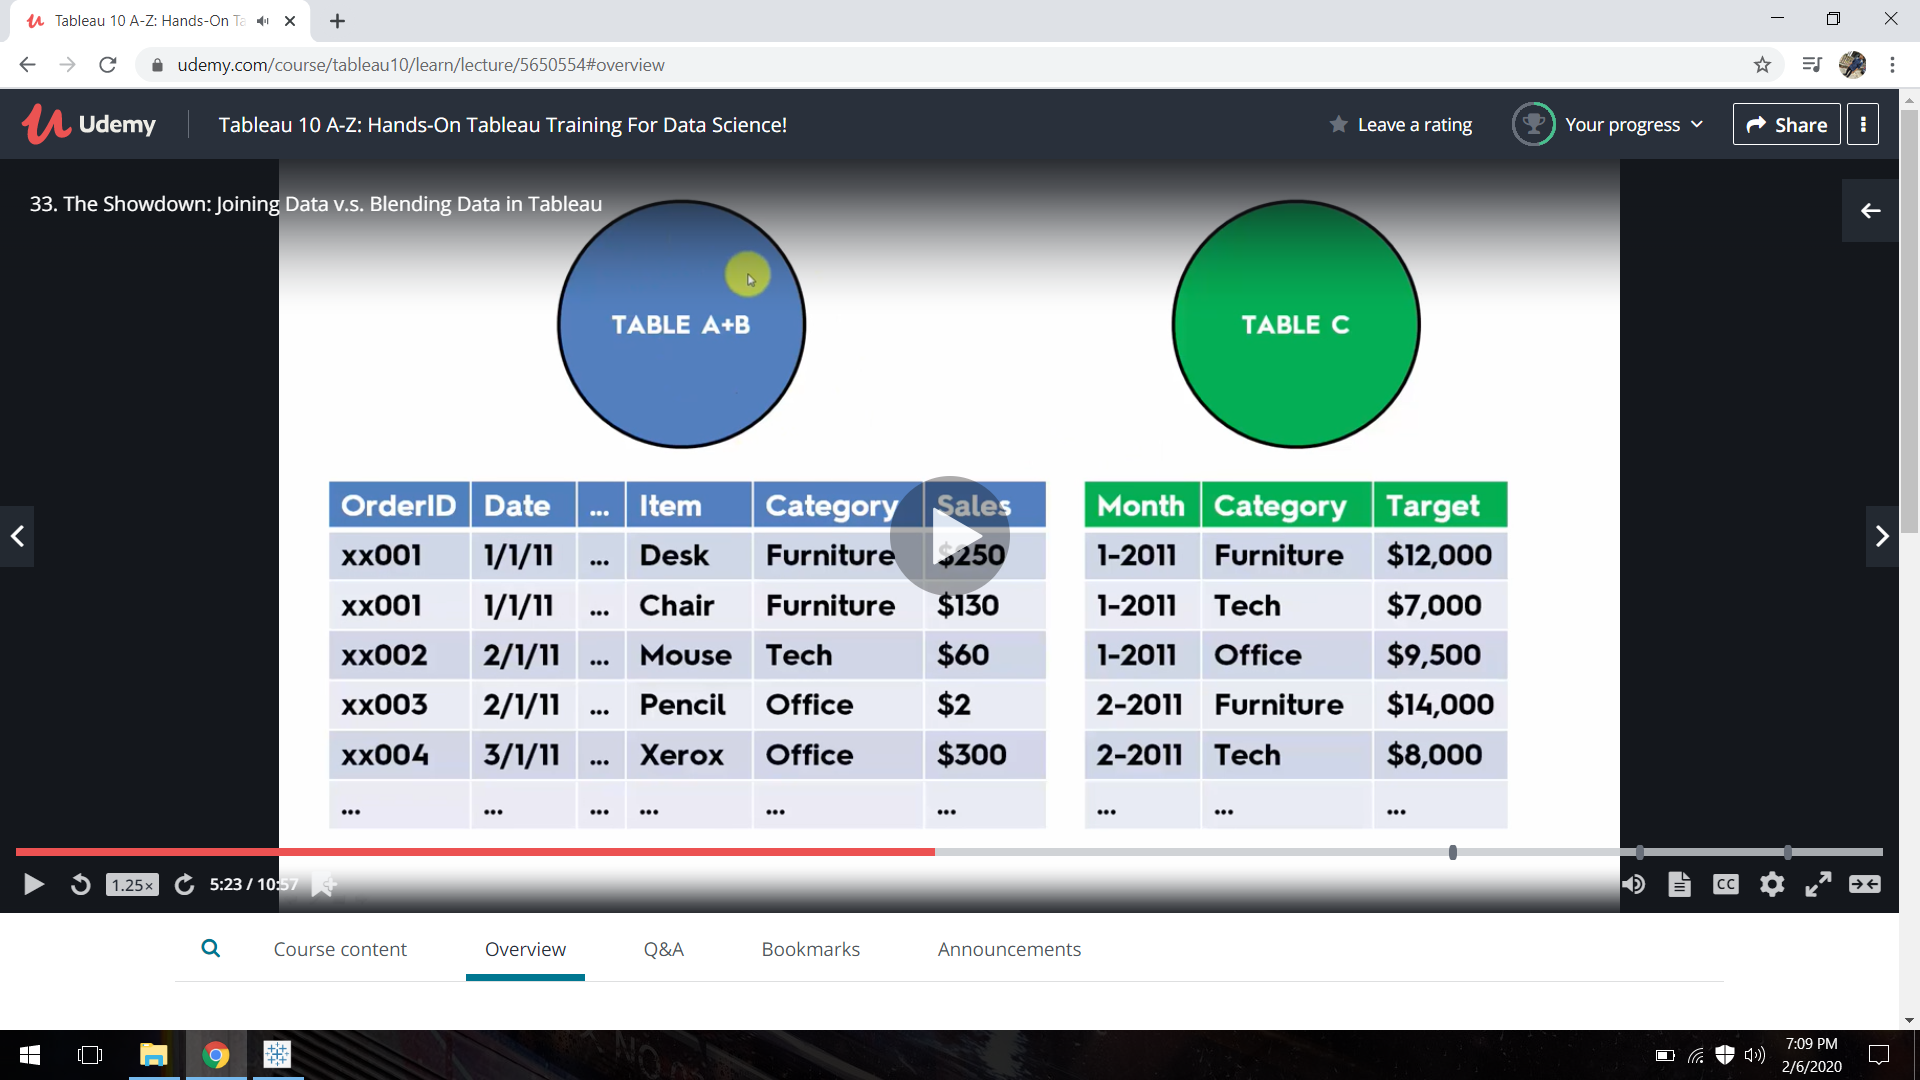 Tableau 10 A-Z: Hands-On Ta
udemy.com/course/tableau10/learn/lecture/5650554#overview
Udemy
Tableau 10 A-Z: Hands-On Tableau Training For Data Science!
Leave a rating
Your progress
Share
33. The Showdown: Joining Data v.s. Blending Data in Tableau
TABLE A+B
TABLE C
OrderID Date ... Item Category Sales
xx001 1/1/11 ... Desk Furniture $250
xx001 1/1/11 ... Chair Furniture $130
xx002 2/1/11 ... Mouse Tech $60
xx003 2/1/11 ... Pencil Office $2
xx004 3/1/11 ... Xerox Office $300
... ... ... ... ... ...
Month Category Target
1-2011 Furniture $12,000
1-2011 Tech $7,000
1-2011 Office $9,500
2-2011 Furniture $14,000
2-2011 Tech $8,000
... ... ...
1.25×
5:23 / 10:57
CC
Course content
Overview
Q&A
Bookmarks
Announcements
7:09 PM
2/6/2020